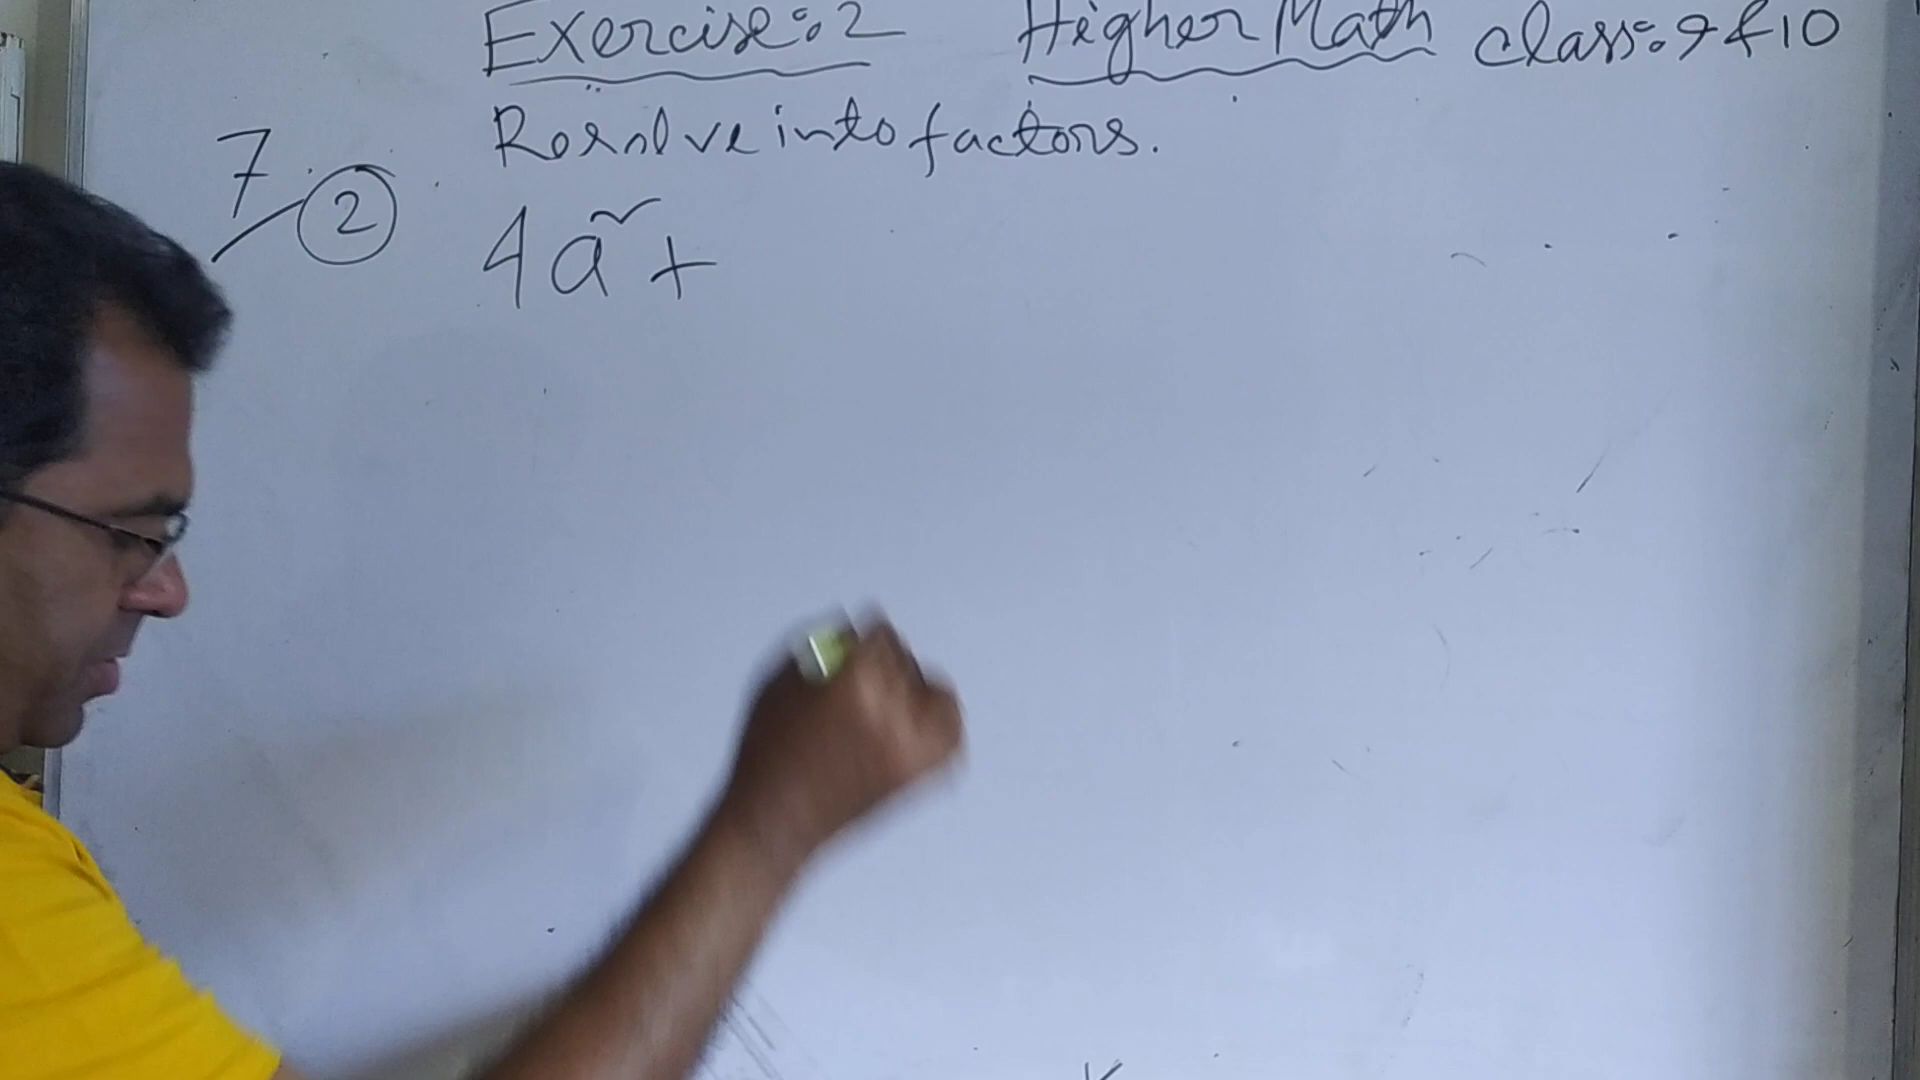 Exercise:2 Higher Math class: 9 & 10
Resolve into factors.
7 2 4a² +